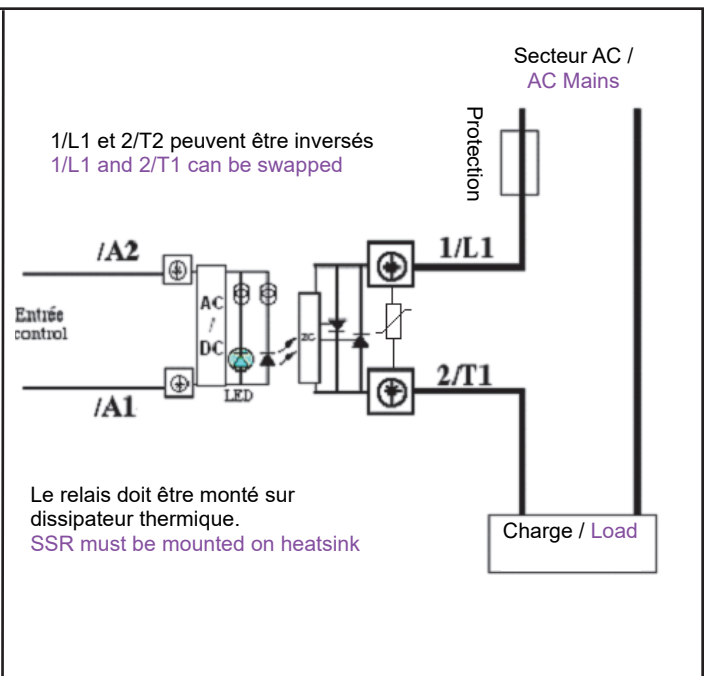 Secteur AC /
AC Mains
Protection
1/L1 et 2/T2 peuvent être inversés
1/L1 and 2/T1 can be swapped
/A2
1/L1
AC
/
DC
ZC
Entrée
control
LED
/A1
2/T1
Le relais doit être monté sur
dissipateur thermique.
SSR must be mounted on heatsink
Charge / Load